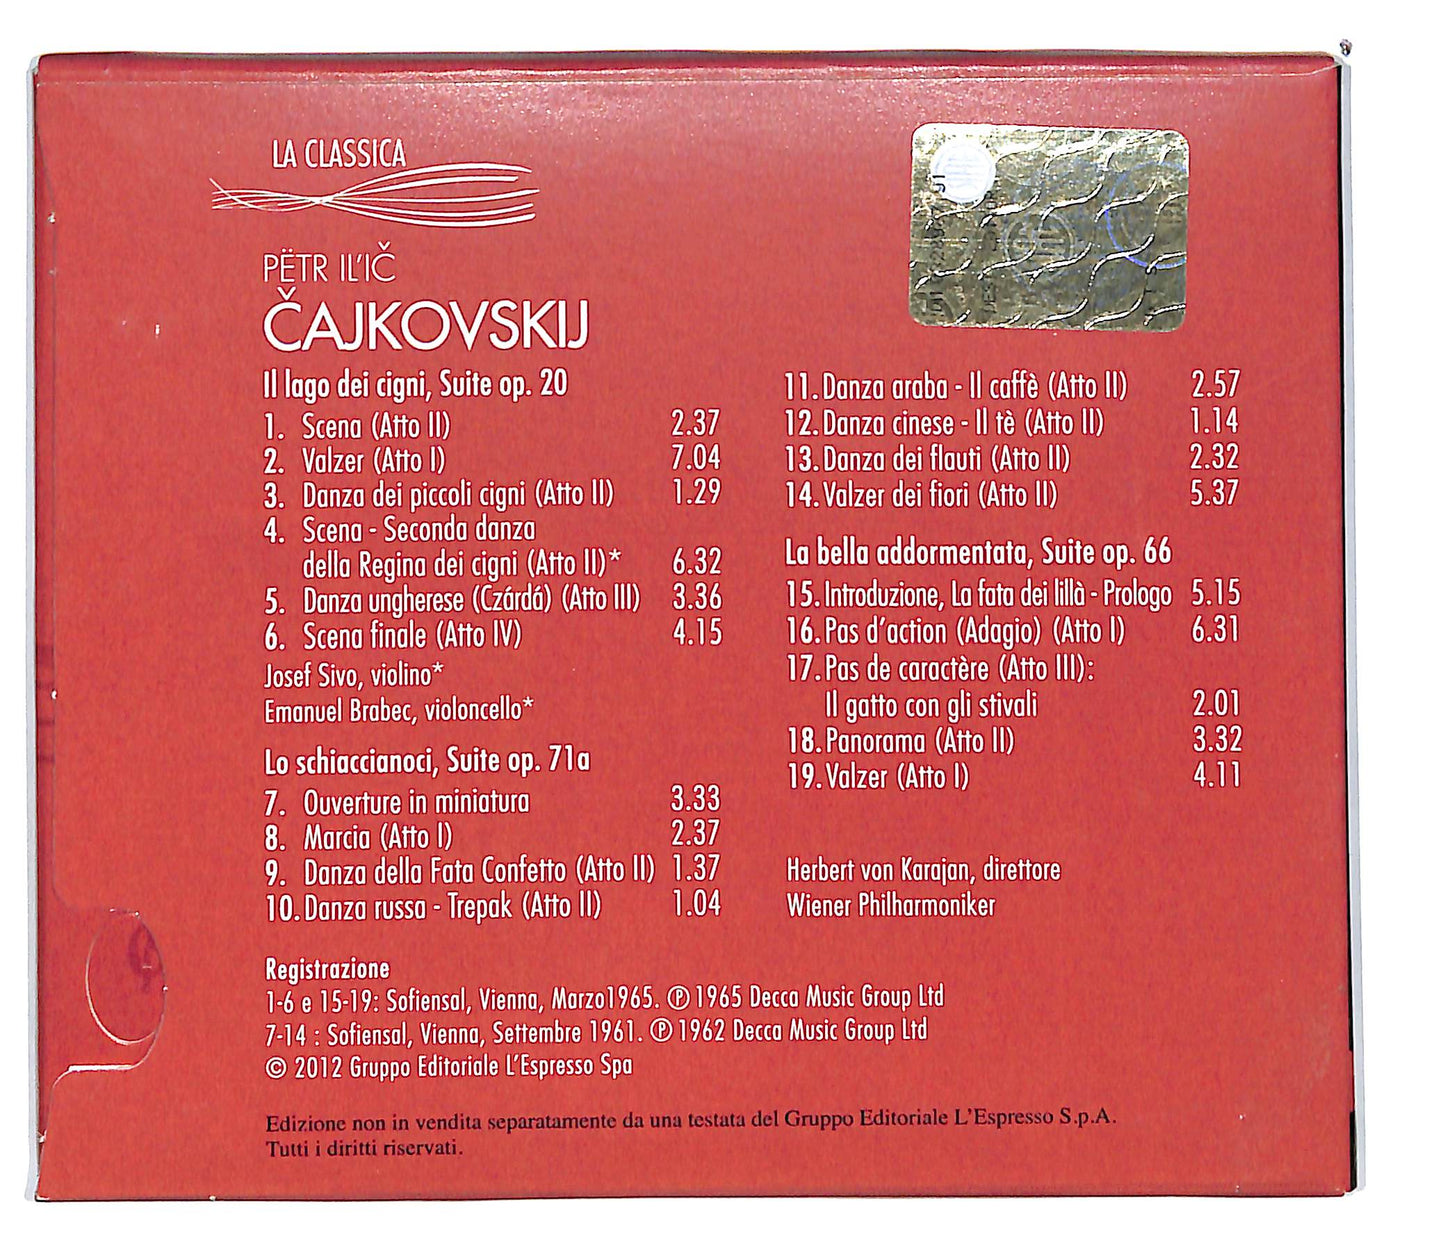 LA CLASSICA
PËTR IL'IČ
ČAJKOVSKIJ
Il lago dei cigni, Suite op. 20
1. Scena (Atto II) 2.37
2. Valzer (Atto I) 7.04
3. Danza dei piccoli cigni (Atto II) 1.29
4. Scena - Seconda danza
della Regina dei cigni (Atto II)* 6.32
5. Danza ungherese (Czárdá) (Atto III) 3.36
6. Scena finale (Atto IV) 4.15
Josef Sivo, violino*
Emanuel Brabec, violoncello*
Lo schiaccianoci, Suite op. 71a
7. Ouverture in miniatura 3.33
8. Marcia (Atto I) 2.37
9. Danza della Fata Confetto (Atto II) 1.37
10. Danza russa - Trepak (Atto II) 1.04
11. Danza araba - Il caffè (Atto II) 2.57
12. Danza cinese - Il tè (Atto II) 1.14
13. Danza dei flauti (Atto II) 2.32
14. Valzer dei fiori (Atto II) 5.37
La bella addormentata, Suite op. 66
15. Introduzione, La fata dei lillà - Prologo 5.15
16. Pas d'action (Adagio) (Atto I) 6.31
17. Pas de caractère (Atto III):
Il gatto con gli stivali 2.01
18. Panorama (Atto II) 3.32
19. Valzer (Atto I) 4.11
Herbert von Karajan, direttore
Wiener Philharmoniker
Registrazione
1-6 e 15-19: Sofiensal, Vienna, Marzo1965. ℗ 1965 Decca Music Group Ltd
7-14 : Sofiensal, Vienna, Settembre 1961. ℗ 1962 Decca Music Group Ltd
© 2012 Gruppo Editoriale L'Espresso Spa
Edizione non in vendita separatamente da una testata del Gruppo Editoriale L'Espresso S.p.A.
Tutti i diritti riservati.